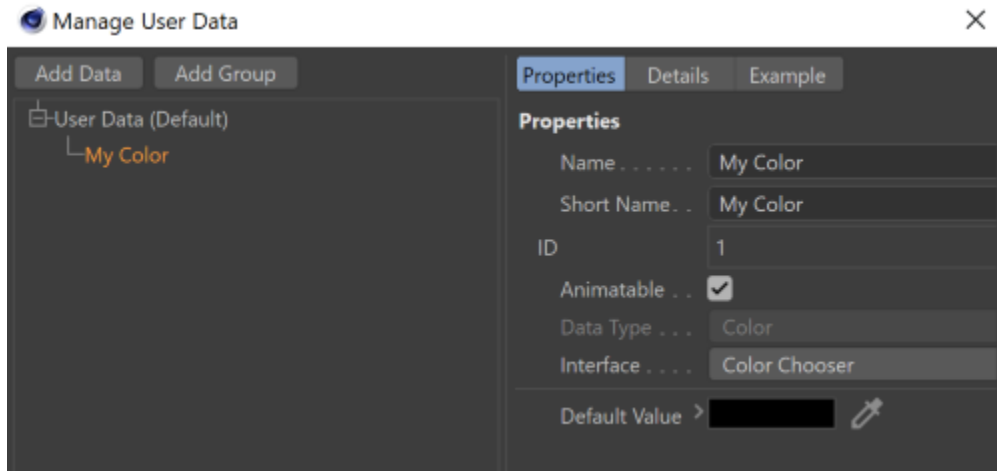 Manage User Data
Add Data Add Group
User Data (Default)
My Color
Properties Details Example
Properties
Name . . . . . . My Color
Short Name. . My Color
ID 1
Animatable . .
Data Type . . . Color
Interface . . . . Color Chooser
Default Value